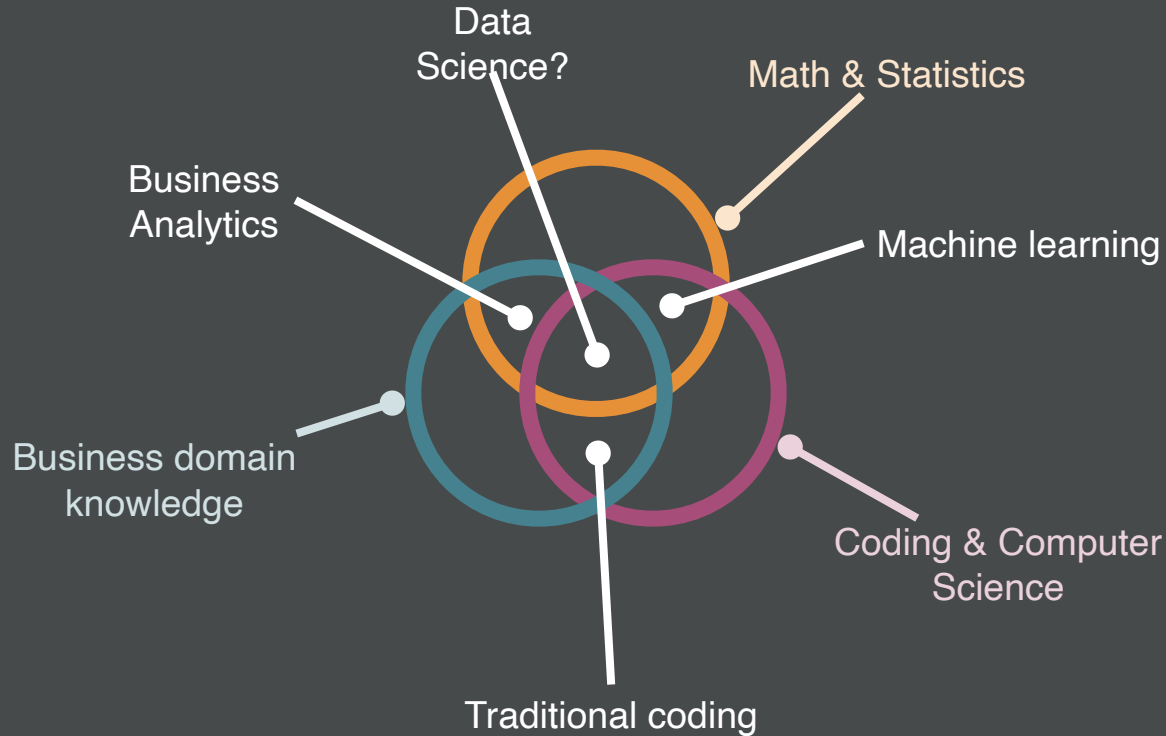 Data
Science?
Math & Statistics
Business
Analytics
Machine learning
Business domain
knowledge
Coding & Computer
Science
Traditional coding